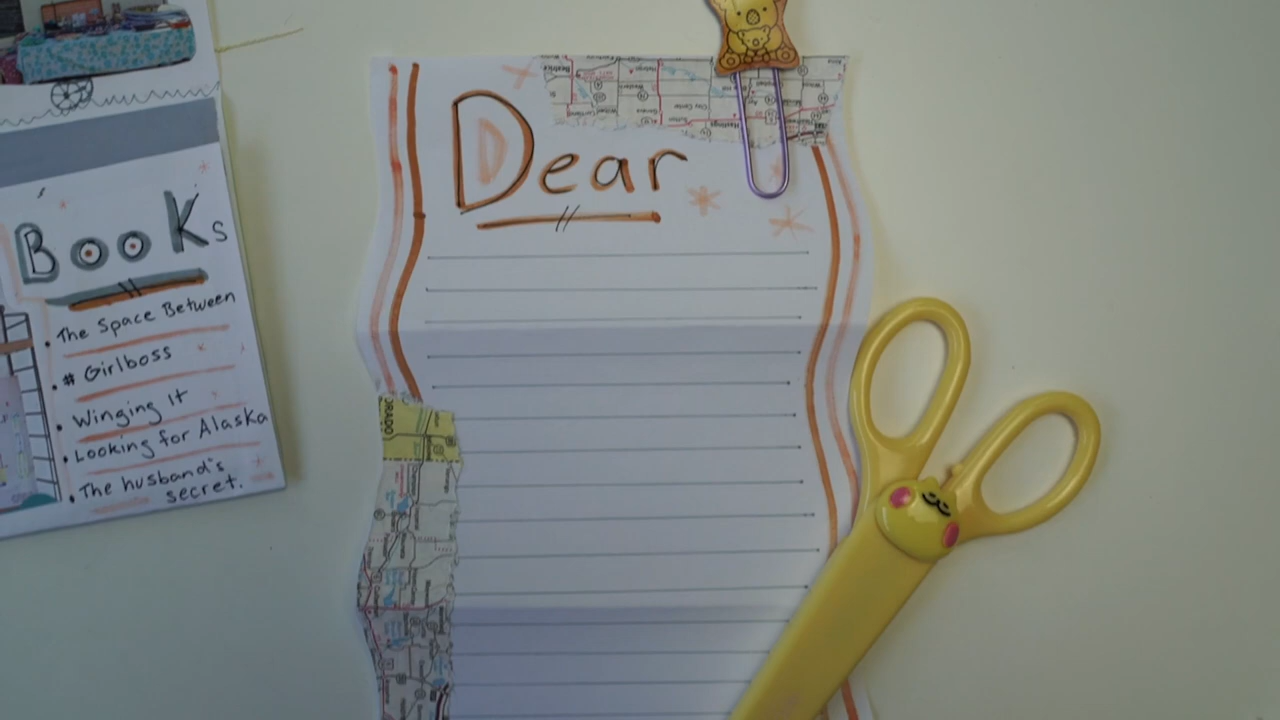 Books
The Space Between
# Girlboss
Winging It
Looking for Alaska
The husband's
secret.
Dear